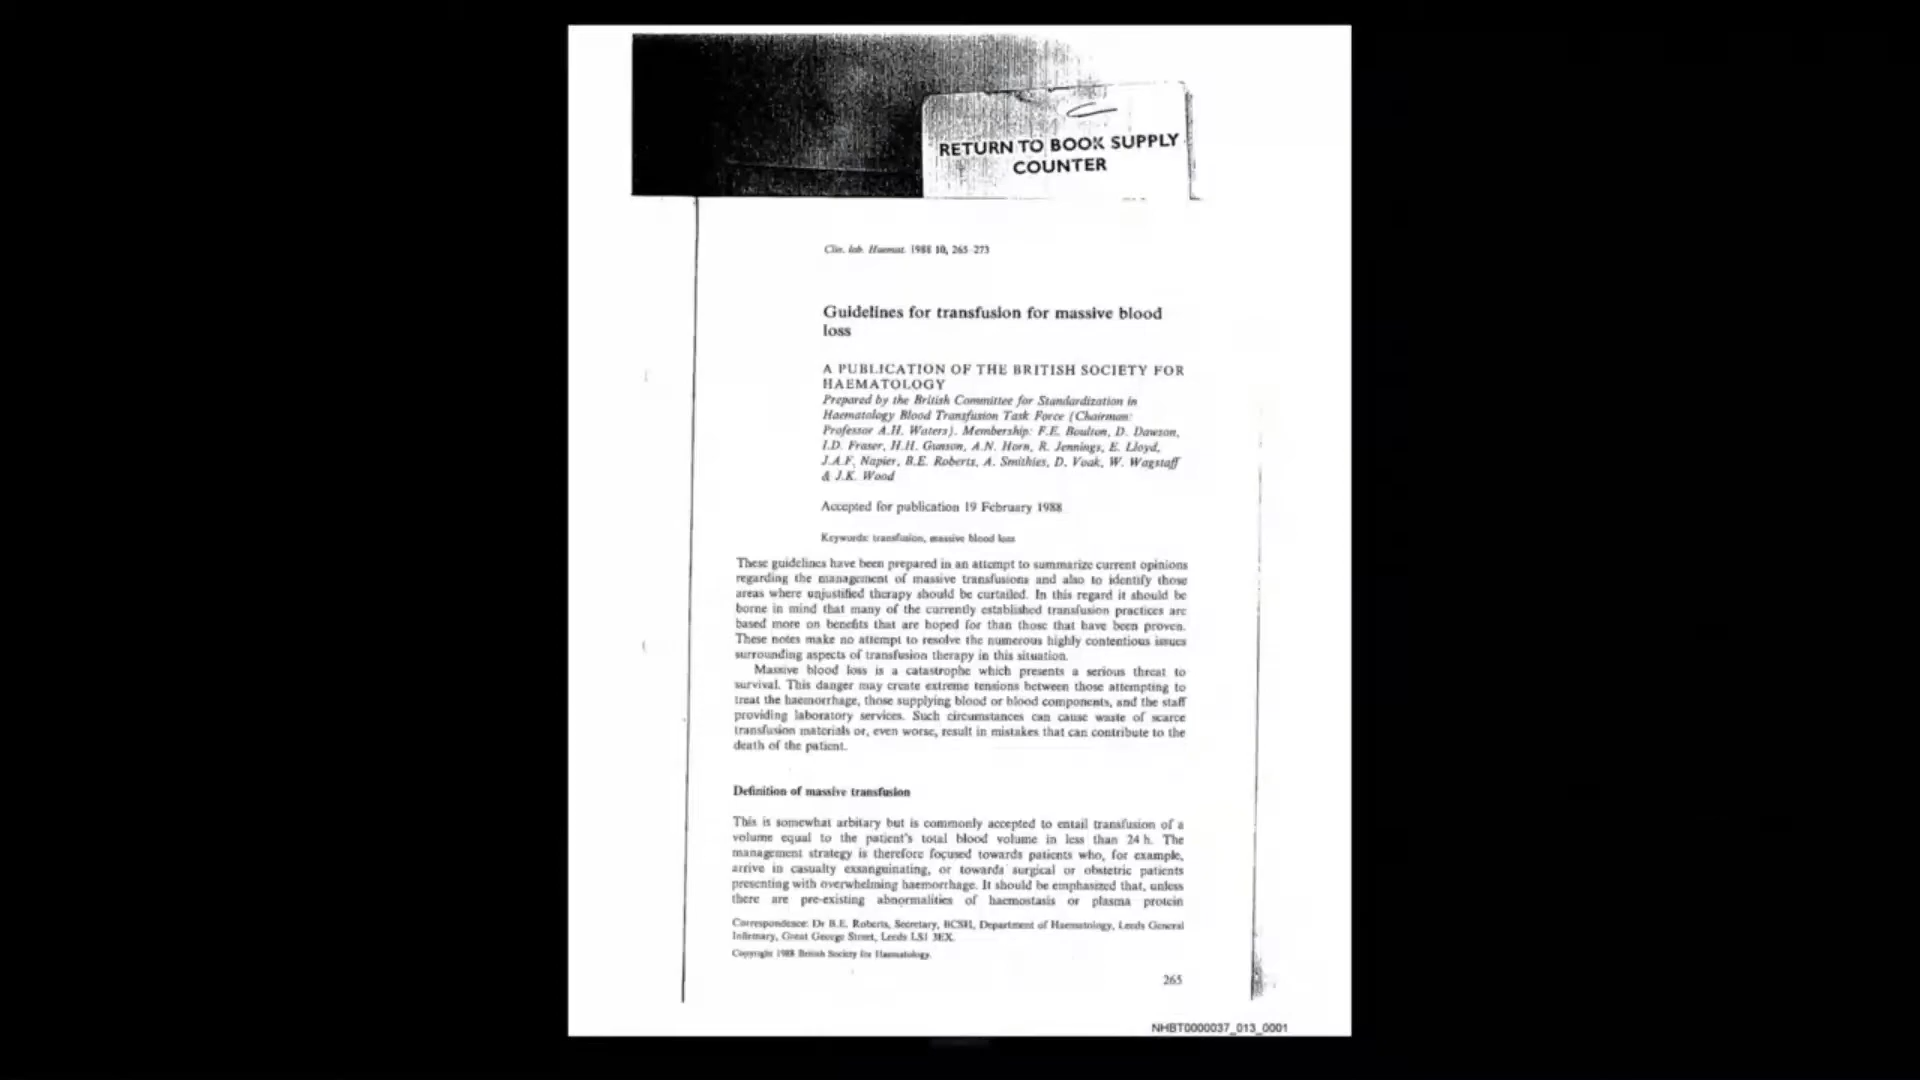 RETURN TO BOOK SUPPLY
COUNTER
Clin. lab. Haemat. 1988 10, 265-273
Guidelines for transfusion for massive blood
loss
A PUBLICATION OF THE BRITISH SOCIETY FOR
HAEMATOLOGY
Prepared by the British Committee for Standardization in
Haematology Blood Transfusion Task Force (Chairman:
Professor A.H. Waters). Membership: F.E. Boulton, D. Dawson,
I.D. Fraser, H.H. Gunson, A.N. Horn, R. Jennings, E. Lloyd,
J.A.F. Napier, B.E. Roberts, A. Smithies, D. Voak, W. Wagstaff
& J.K. Wood
Accepted for publication 19 February 1988
Keywords: transfusion, massive blood loss
These guidelines have been prepared in an attempt to summarize current opinions
regarding the management of massive transfusions and also to identify those
areas where unjustified therapy should be curtailed. In this regard it should be
borne in mind that many of the currently established transfusion practices are
based more on benefits that are hoped for than those that have been proven.
These notes make no attempt to resolve the numerous highly contentious issues
surrounding aspects of transfusion therapy in this situation.
Massive blood loss is a catastrophe which presents a serious threat to
survival. This danger may create extreme tensions between those attempting to
treat the haemorrhage, those supplying blood or blood components, and the staff
providing laboratory services. Such circumstances can cause waste of scarce
transfusion materials or, even worse, result in mistakes that can contribute to the
death of the patient.
Definition of massive transfusion
This is somewhat arbitrary but is commonly accepted to entail transfusion of a
volume equal to the patient's total blood volume in less than 24 h. The
management strategy is therefore focused towards patients who, for example,
arrive in casualty exsanguinating, or towards surgical or obstetric patients
presenting with overwhelming haemorrhage. It should be emphasized that, unless
there are pre-existing abnormalities of haemostasis or plasma protein
Correspondence: Dr B.E. Roberts, Secretary, BCSH, Department of Haematology, Leeds General
Infirmary, Great George Street, Leeds LS1 3EX.
Copyright 1988 British Society for Haematology.
265
NHBT0000037_013_0001